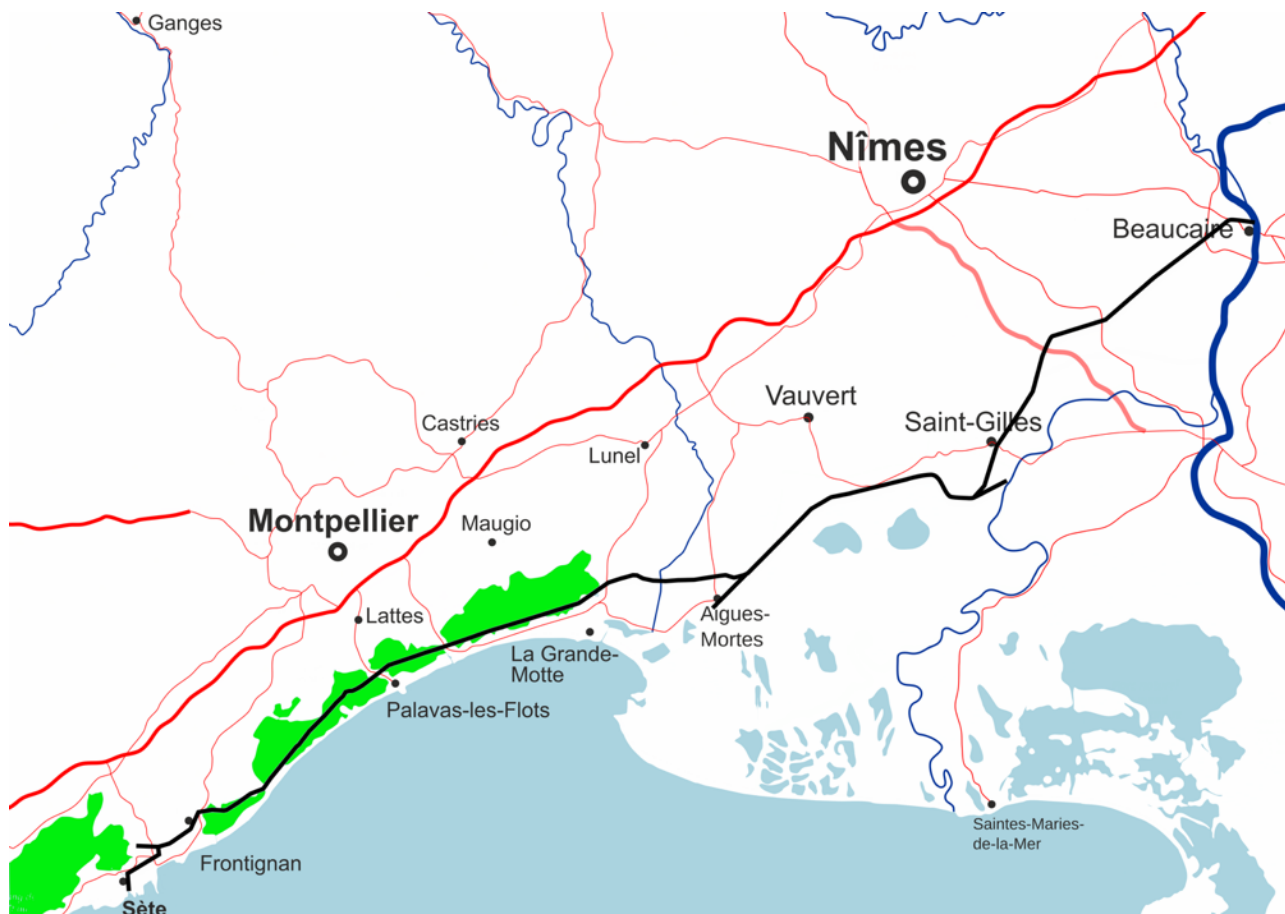 Ganges
Nîmes
Beaucaire
Vauvert
Saint-Gilles
Castries
Lunel
Montpellier
Maugio
Lattes
Aigues-
Mortes
La Grande-
Motte
Palavas-les-Flots
Saintes-Maries-
de-la-Mer
Frontignan
Sète